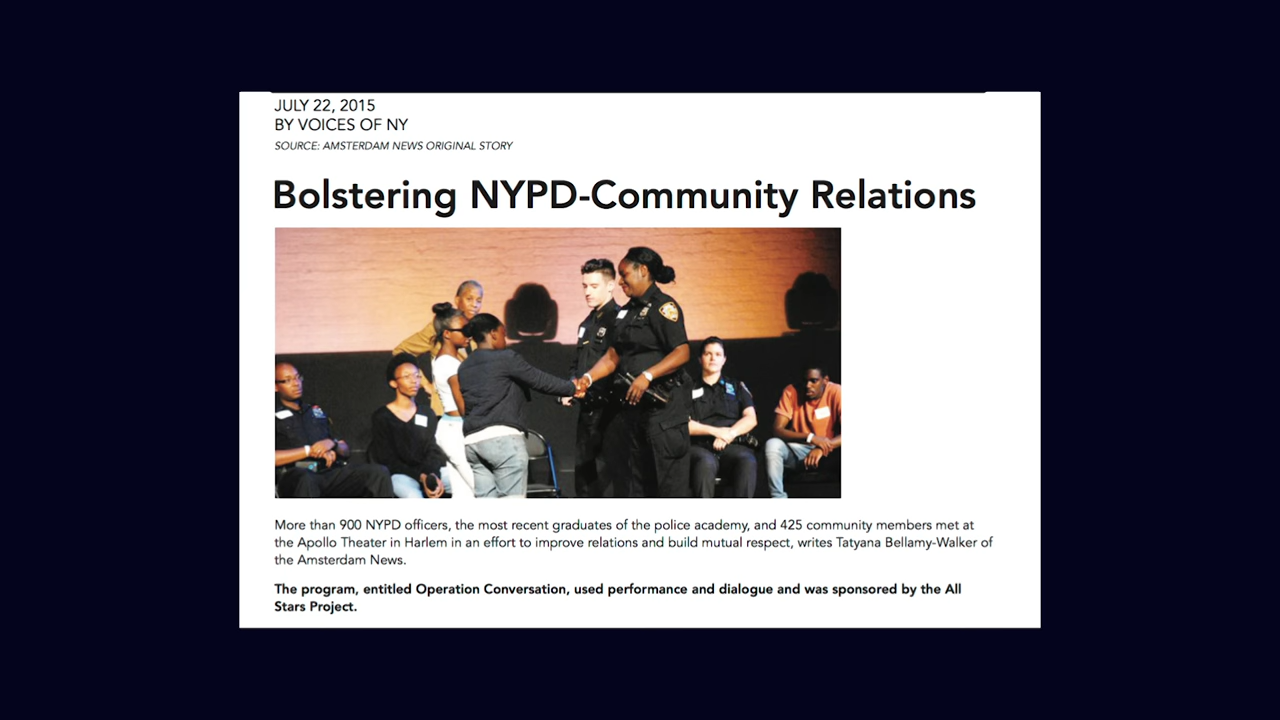 JULY 22, 2015
BY VOICES OF NY
SOURCE: AMSTERDAM NEWS ORIGINAL STORY
Bolstering NYPD-Community Relations
More than 900 NYPD officers, the most recent graduates of the police academy, and 425 community members met at
the Apollo Theater in Harlem in an effort to improve relations and build mutual respect, writes Tatyana Bellamy-Walker of
the Amsterdam News.
The program, entitled Operation Conversation, used performance and dialogue and was sponsored by the All
Stars Project.